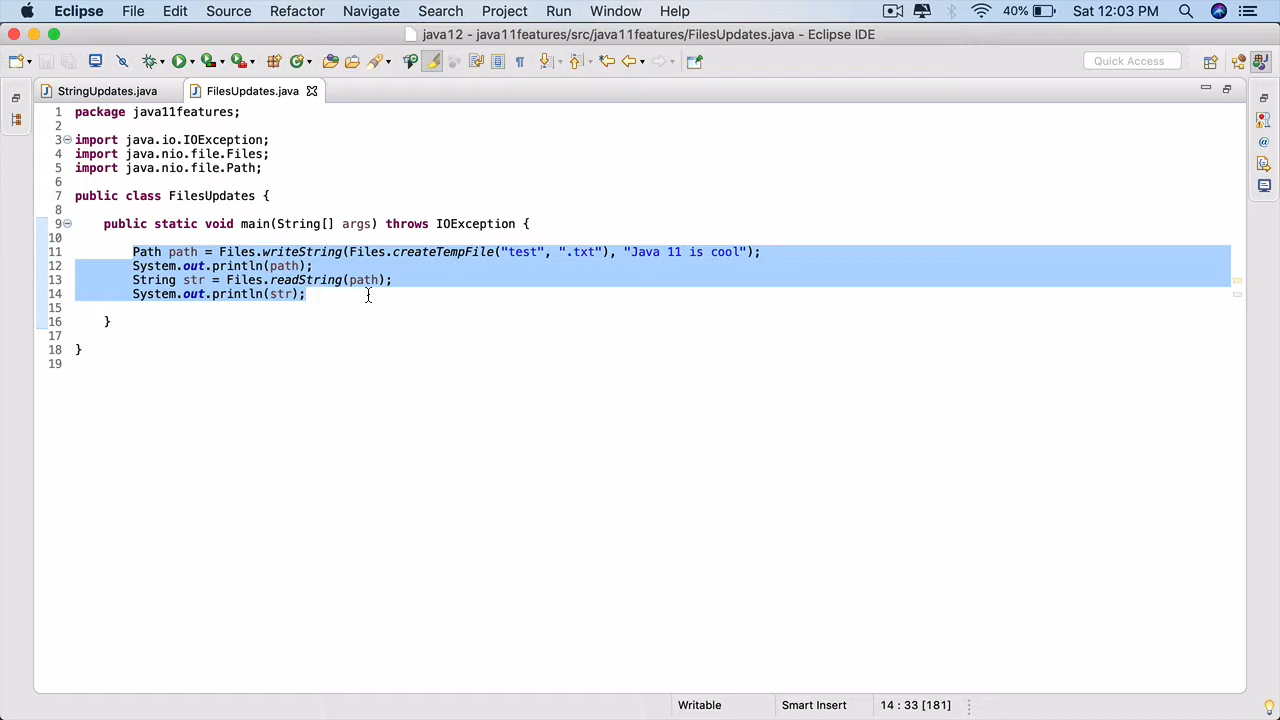 Eclipse File Edit Source Refactor Navigate Search Project Run Window Help 40% Sat 12:03 PM
java12 - java11features/src/java11features/FilesUpdates.java - Eclipse IDE
Quick Access
StringUpdates.java FilesUpdates.java
1 package java11features;
2
3 import java.io.IOException;
4 import java.nio.file.Files;
5 import java.nio.file.Path;
6
7 public class FilesUpdates {
8
9 public static void main(String[] args) throws IOException {
10
11 Path path = Files.writeString(Files.createTempFile("test", ".txt"), "Java 11 is cool");
12 System.out.println(path);
13 String str = Files.readString(path);
14 System.out.println(str);
15
16 }
17
18 }
19
Writable Smart Insert 14 : 33 [181]